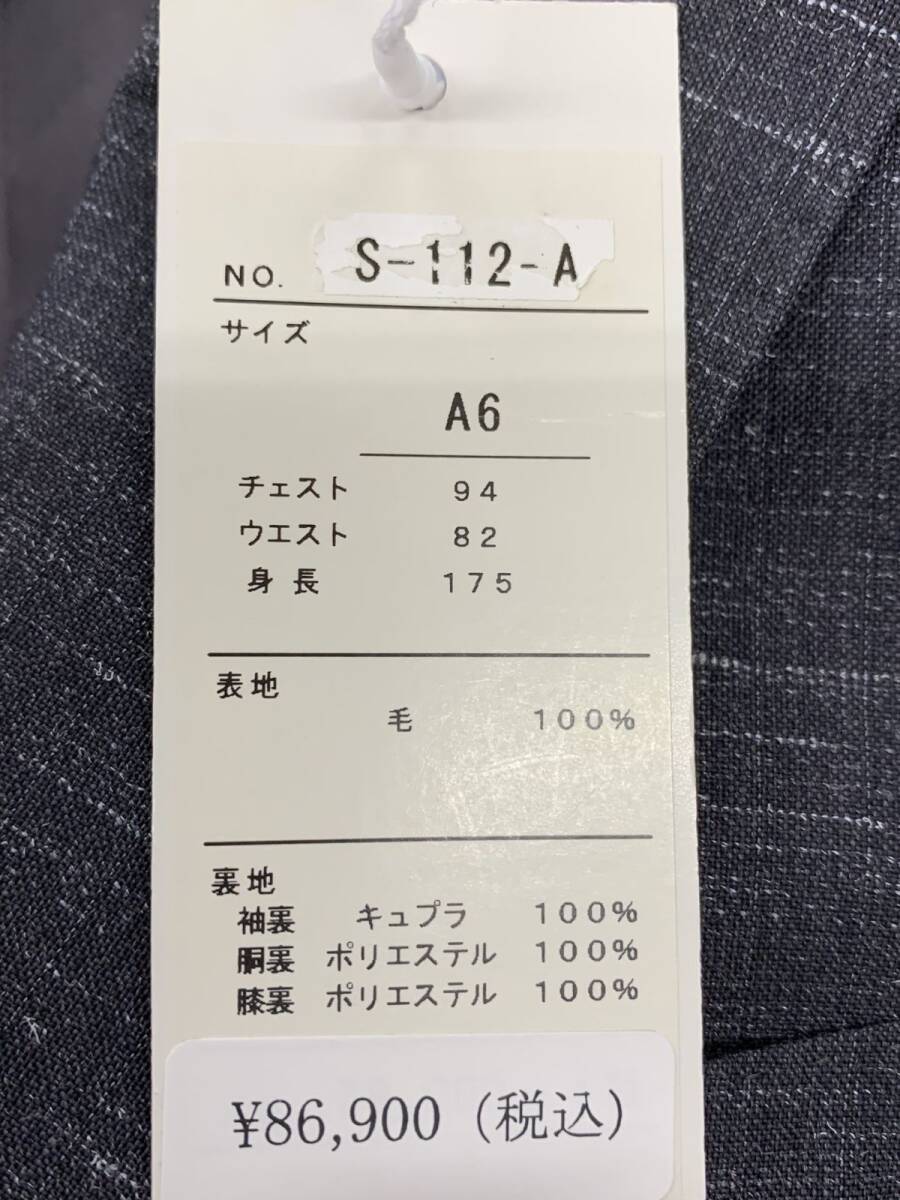 NO. S-112-A
サイズ
A6
チェスト 94
ウエスト 82
身長 175
表地
毛 100%
裏地
袖裏 キュプラ 100%
胴裏 ポリエステル 100%
膝裏 ポリエステル 100%
¥86,900 (税込)